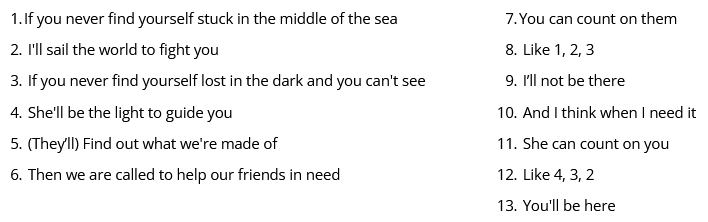 1. If you never find yourself stuck in the middle of the sea
2. I'll sail the world to fight you
3. If you never find yourself lost in the dark and you can't see
4. She'll be the light to guide you
5. (They'll) Find out what we're made of
6. Then we are called to help our friends in need
7. You can count on them
8. Like 1, 2, 3
9. I'll not be there
10. And I think when I need it
11. She can count on you
12. Like 4, 3, 2
13. You'll be here